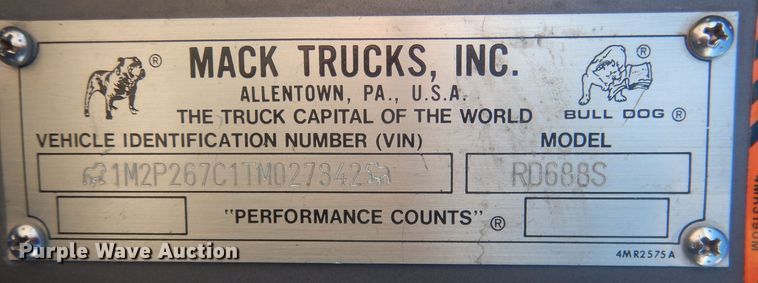 ® MACK TRUCKS, INC. ®
ALLENTOWN, PA., U.S.A.
THE TRUCK CAPITAL OF THE WORLD BULL DOG ®
VEHICLE IDENTIFICATION NUMBER (VIN) MODEL
1M2P267C1TM027342 RD688S
"PERFORMANCE COUNTS" ®
Purple Wave Auction
4MR2575A